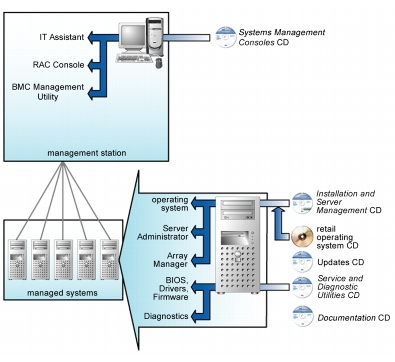 IT Assistant
Systems Management
Consoles CD
RAC Console
BMC Management
Utility
management station
operating
system
Installation and
Server
Management CD
Server
Administrator
retail
operating
system CD
Array
Manager
Updates CD
BIOS,
Drivers,
Firmware
Service and
Diagnostic
Utilities CD
managed systems
Diagnostics
Documentation CD